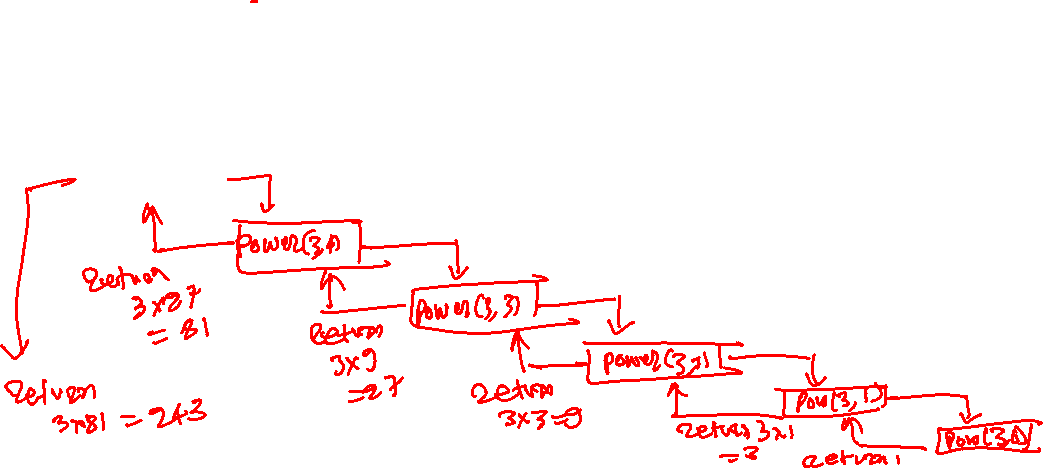 Power(3,4)
Return
3x27
= 81
Power(3,3)
Return
3x9
=27
Power(3,2)
Return
3x81 = 243
Return
3x3=9
Pow(3,1)
Return 3x1
=3
Pow(3,0)
return 1